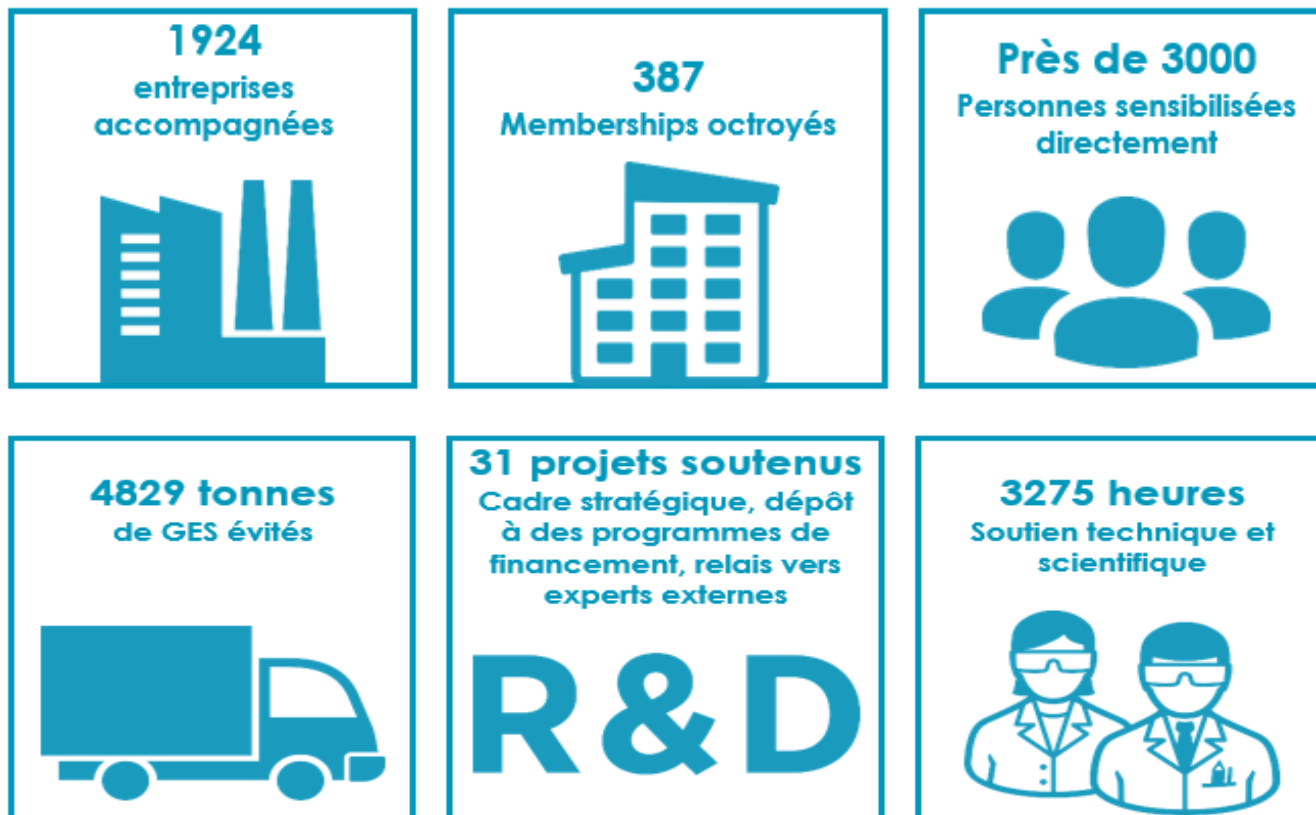 1924
entreprises
accompagnées
387
Memberships octroyés
Près de 3000
Personnes sensibilisées
directement
4829 tonnes
de GES évités
31 projets soutenus
Cadre stratégique, dépôt
à des programmes de
financement, relais vers
experts externes
R&D
3275 heures
Soutien technique et
scientifique